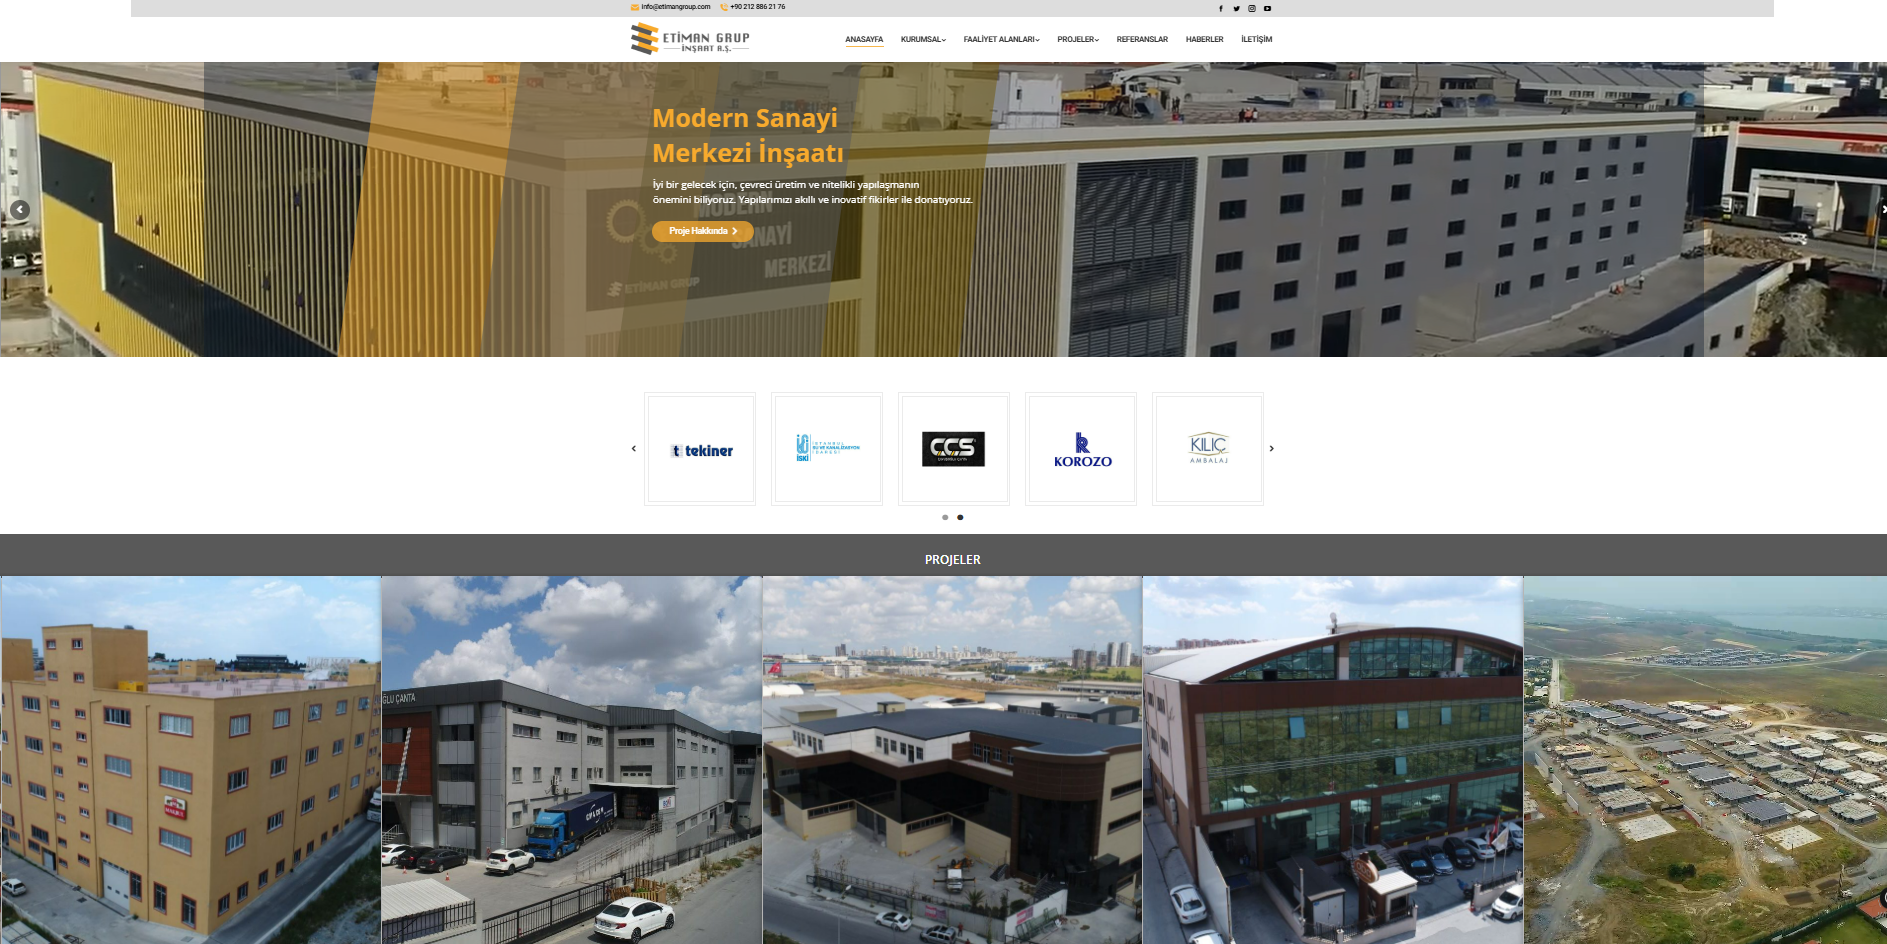 info@etimangroup.com
+90 212 886 21 76
ETİMAN GRUP
İNŞAAT A.Ş.
ANASAYFA
KURUMSAL
FAALİYET ALANLARI
PROJELER
REFERANSLAR
HABERLER
İLETİŞİM
Modern Sanayi
Merkezi İnşaatı
İyi bir gelecek için, çevreci üretim ve nitelikli yapılaşmanın
önemini biliyoruz. Yapılarımızı akıllı ve inovatif fikirler ile donatıyoruz.
Proje Hakkında
MODERN
SANAYİ
MERKEZİ
ETİMAN GRUP
t tekiner
İSKİ
İSTANBUL
SU VE KANALİZASYON
İDARESİ
CCS
KOROZO
KILIÇ
AMBALAJ
PROJELER
ĞLU ÇANTA